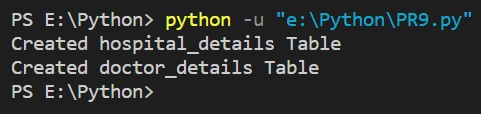 PS E:\Python> python -u "e:\Python\PR9.py"
Created hospital_details Table
Created doctor_details Table
PS E:\Python>